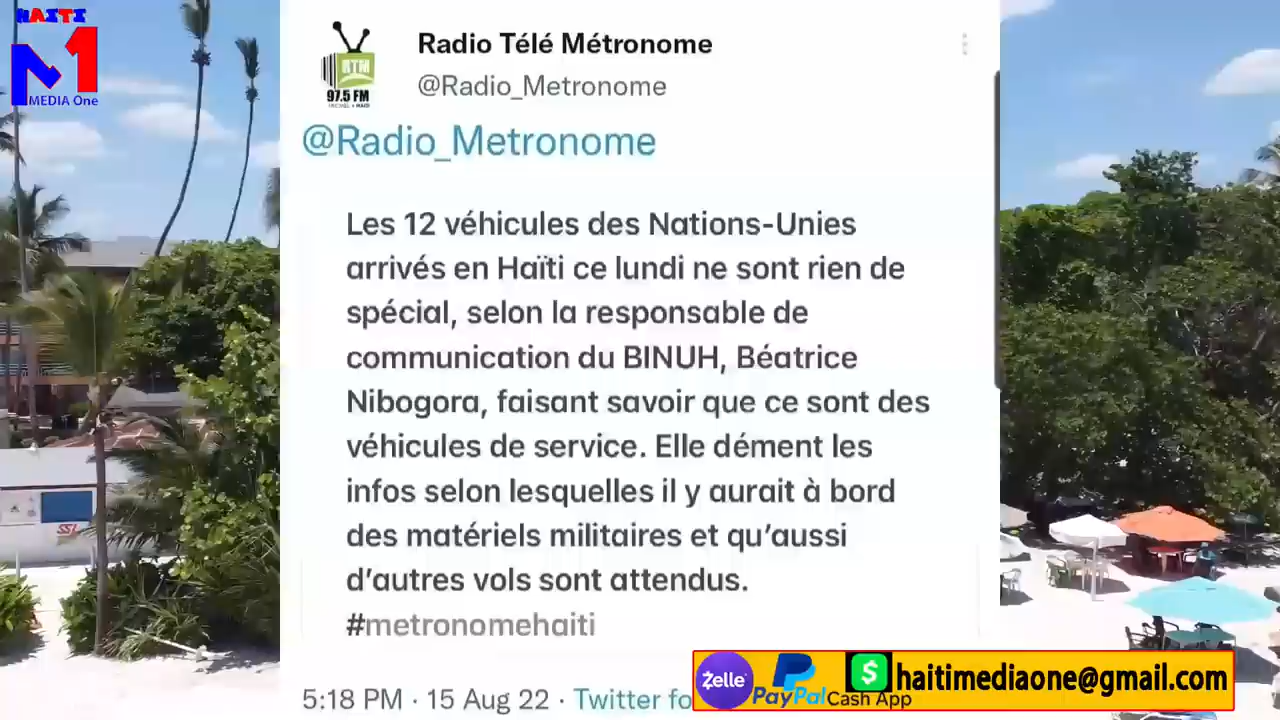 HAITI
M1
MEDIA One
Radio Télé Métronome
@Radio_Metronome
RTM
97.5 FM
@Radio_Metronome
Les 12 véhicules des Nations-Unies
arrivés en Haïti ce lundi ne sont rien de
spécial, selon la responsable de
communication du BINUH, Béatrice
Nibogora, faisant savoir que ce sont des
véhicules de service. Elle dément les
infos selon lesquelles il y aurait à bord
des matériels militaires et qu’aussi
d’autres vols sont attendus.
#metronomehaiti
SSL
5:18 PM · 15 Aug 22 · Twitter fo
Zelle
PayPal
$
Cash App
haitimediaone@gmail.com